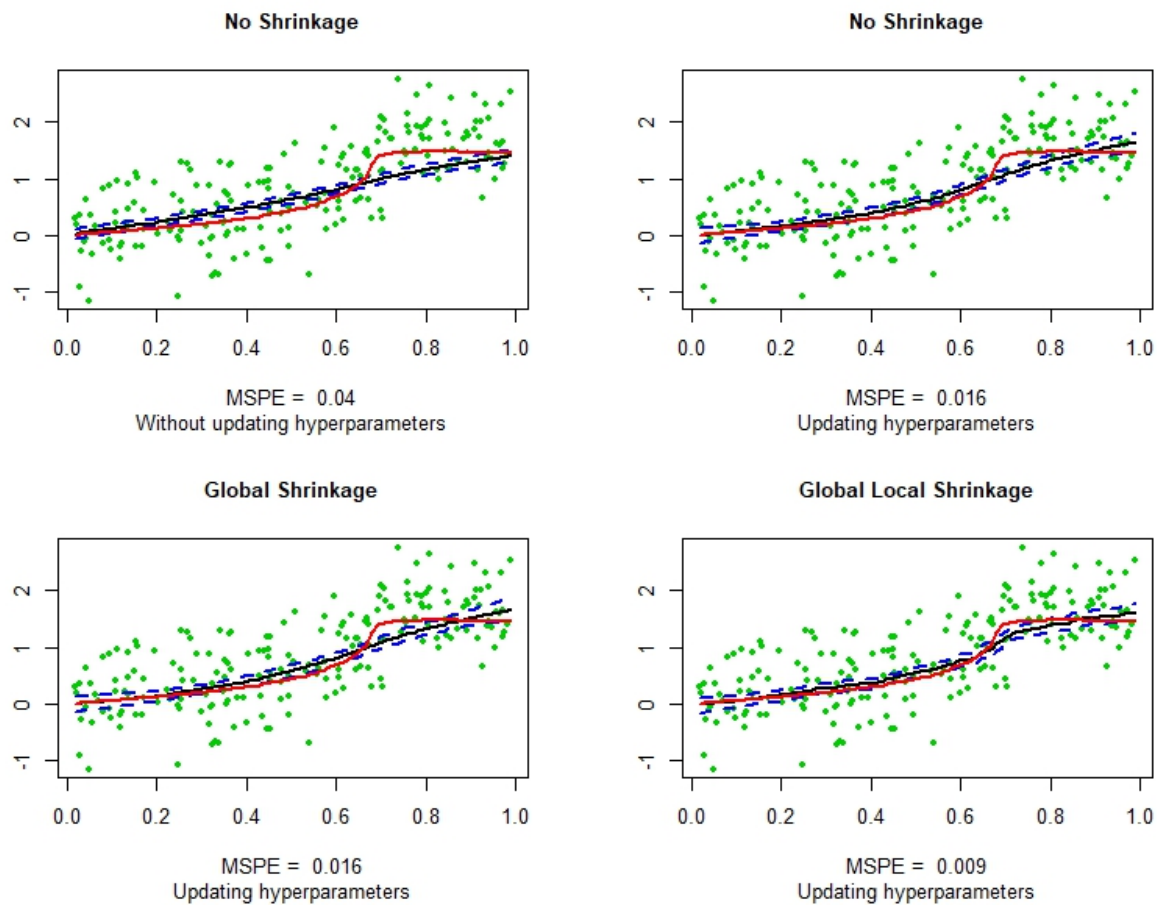 No Shrinkage
No Shrinkage
2
1
0
-1
0.0 0.2 0.4 0.6 0.8 1.0
MSPE = 0.04
Without updating hyperparameters
2
1
0
-1
0.0 0.2 0.4 0.6 0.8 1.0
MSPE = 0.016
Updating hyperparameters
Global Shrinkage
Global Local Shrinkage
2
1
0
-1
0.0 0.2 0.4 0.6 0.8 1.0
MSPE = 0.016
Updating hyperparameters
2
1
0
-1
0.0 0.2 0.4 0.6 0.8 1.0
MSPE = 0.009
Updating hyperparameters